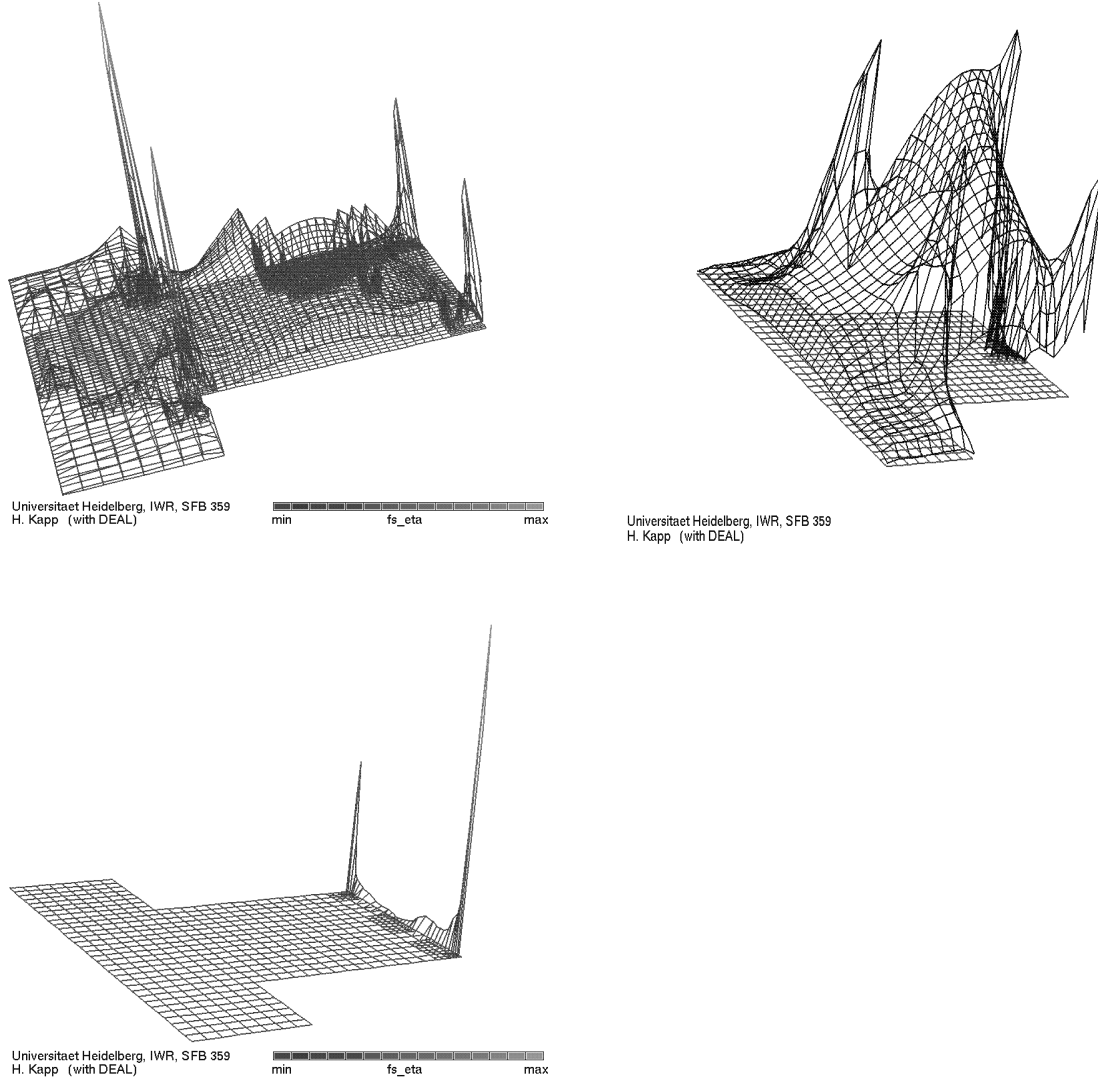 Universitaet Heidelberg, IWR, SFB 359
H. Kapp (with DEAL)
min fs_eta max
Universitaet Heidelberg, IWR, SFB 359
H. Kapp (with DEAL)
Universitaet Heidelberg, IWR, SFB 359
H. Kapp (with DEAL)
min fs_eta max